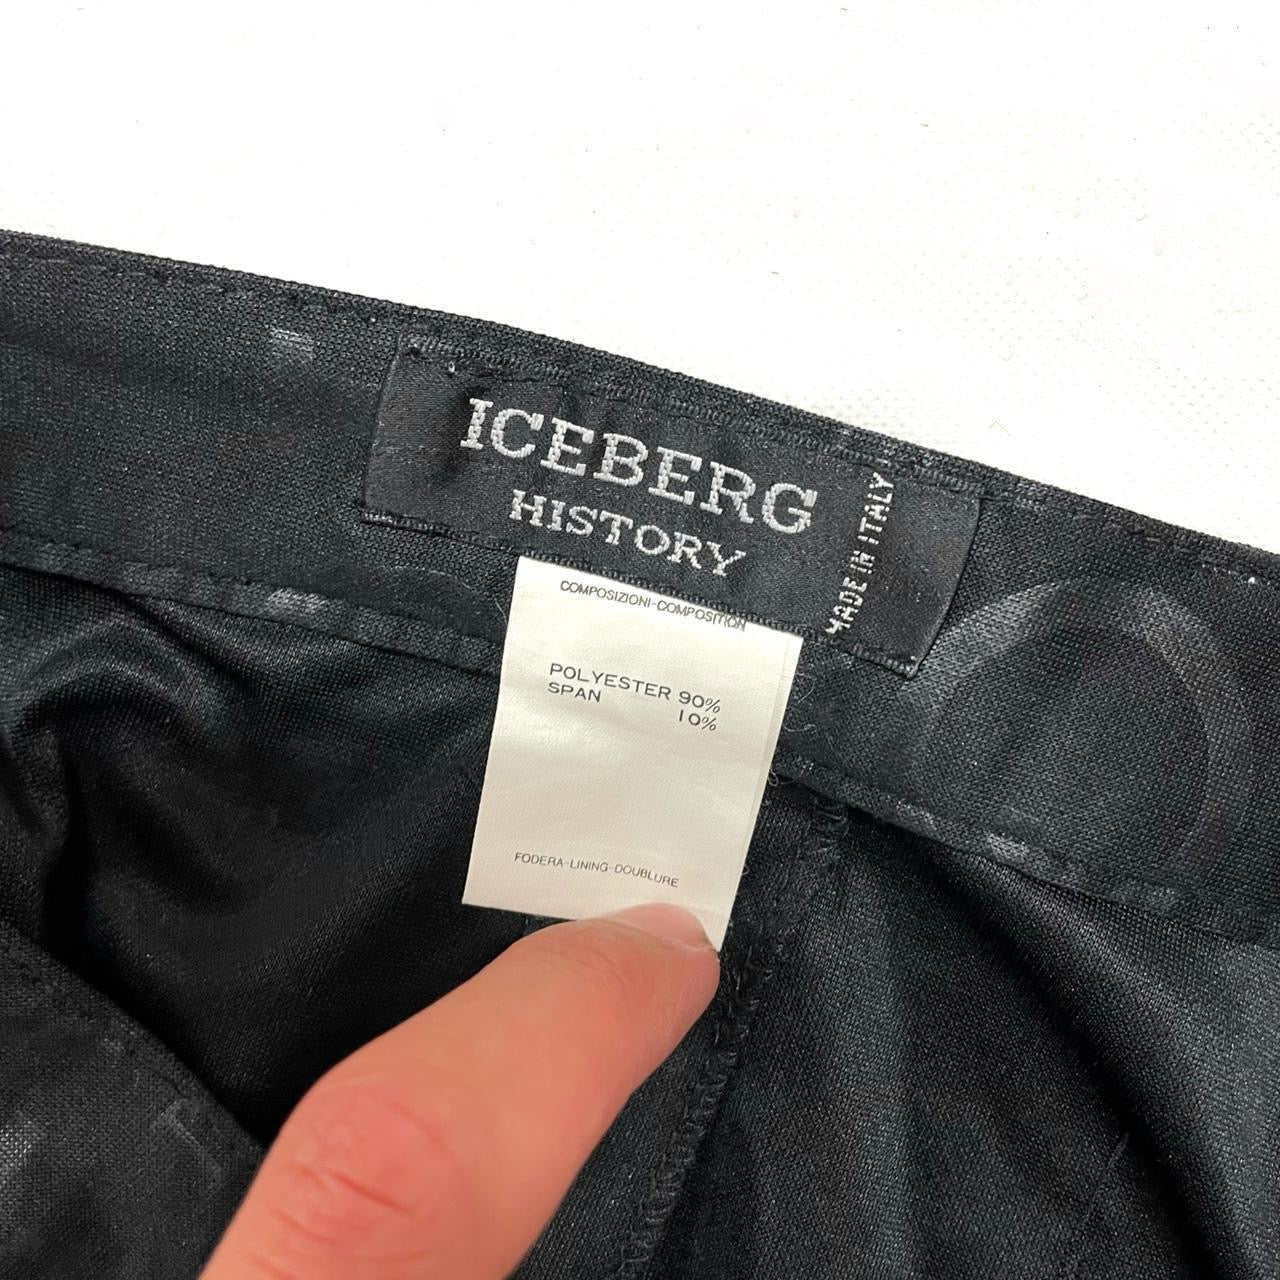 ICEBERG
HISTORY
MADE IN ITALY
COMPOSIZIONI-COMPOSITION
POLYESTER 90%
SPAN 10%
FODERA-LINING-DOUBLURE